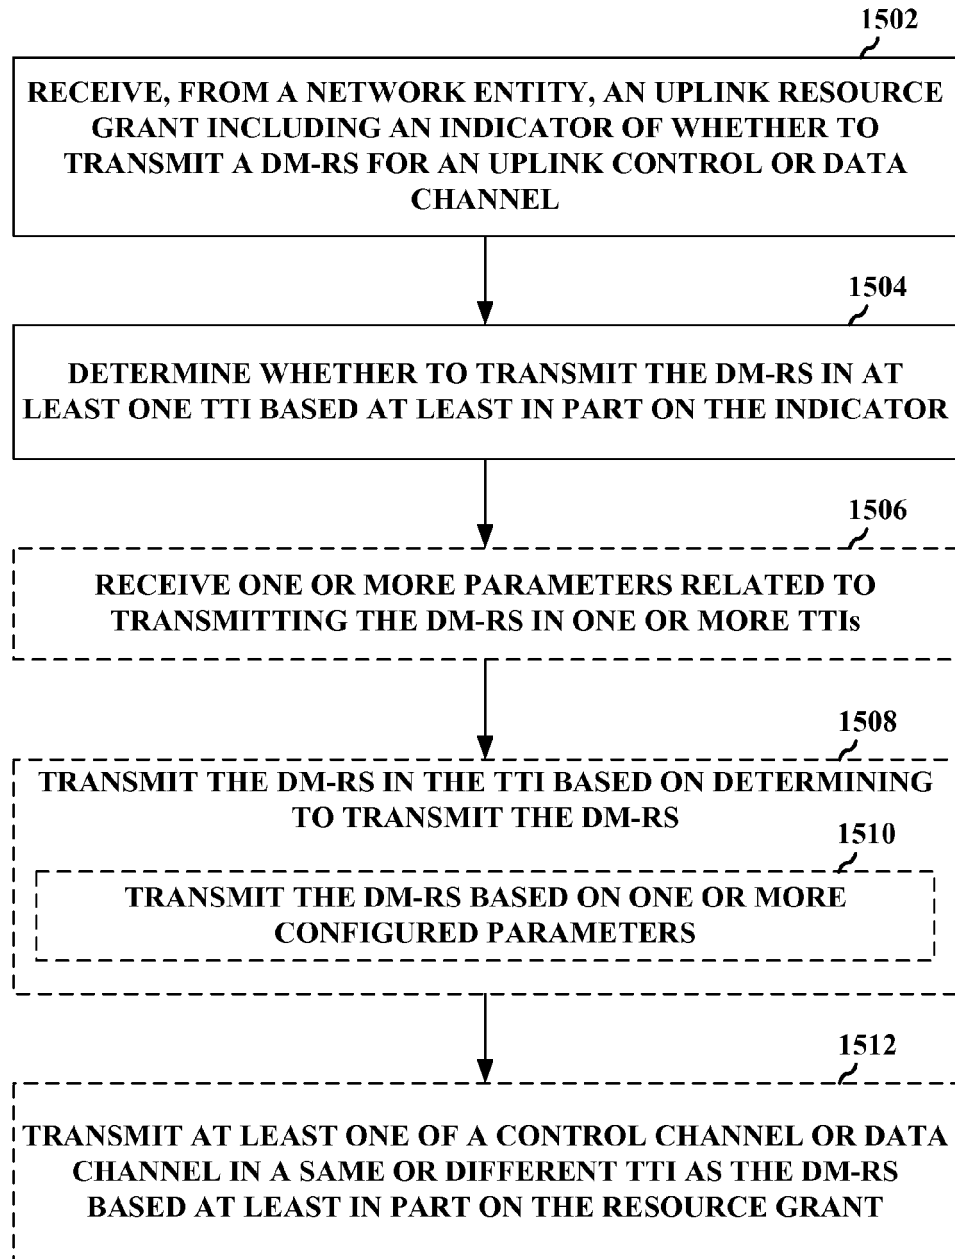 1502
RECEIVE, FROM A NETWORK ENTITY, AN UPLINK RESOURCE
GRANT INCLUDING AN INDICATOR OF WHETHER TO
TRANSMIT A DM-RS FOR AN UPLINK CONTROL OR DATA
CHANNEL
1504
DETERMINE WHETHER TO TRANSMIT THE DM-RS IN AT
LEAST ONE TTI BASED AT LEAST IN PART ON THE INDICATOR
1506
RECEIVE ONE OR MORE PARAMETERS RELATED TO
TRANSMITTING THE DM-RS IN ONE OR MORE TTIs
1508
TRANSMIT THE DM-RS IN THE TTI BASED ON DETERMINING
TO TRANSMIT THE DM-RS
1510
TRANSMIT THE DM-RS BASED ON ONE OR MORE
CONFIGURED PARAMETERS
1512
TRANSMIT AT LEAST ONE OF A CONTROL CHANNEL OR DATA
CHANNEL IN A SAME OR DIFFERENT TTI AS THE DM-RS
BASED AT LEAST IN PART ON THE RESOURCE GRANT